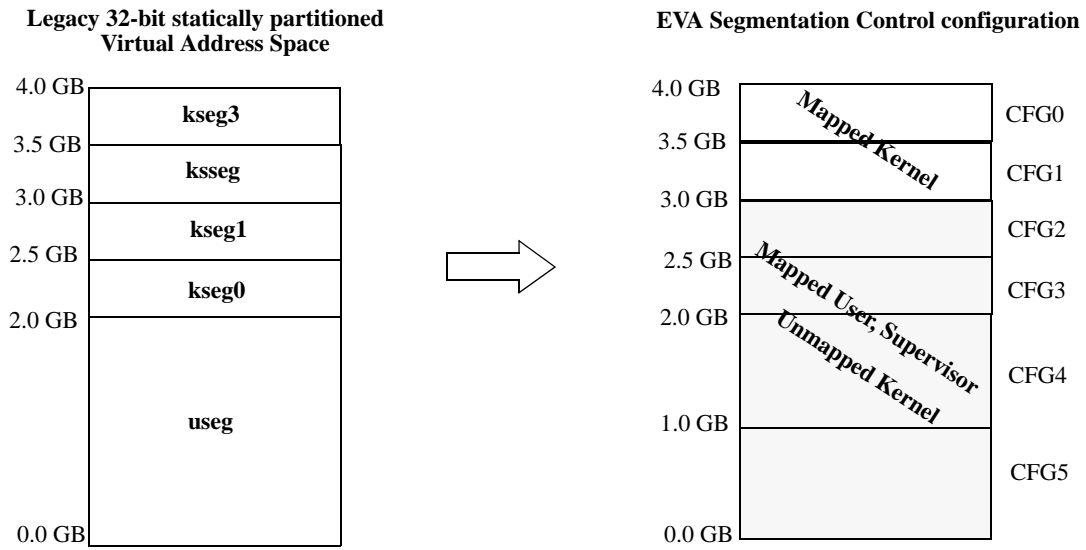 Legacy 32-bit statically partitioned
Virtual Address Space
4.0 GB
kseg3
3.5 GB
ksseg
3.0 GB
kseg1
2.5 GB
kseg0
2.0 GB
useg
0.0 GB
EVA Segmentation Control configuration
4.0 GB
Mapped Kernel
CFG0
3.5 GB
CFG1
3.0 GB
CFG2
2.5 GB
Mapped User, Supervisor
CFG3
2.0 GB
Unmapped Kernel
CFG4
1.0 GB
CFG5
0.0 GB